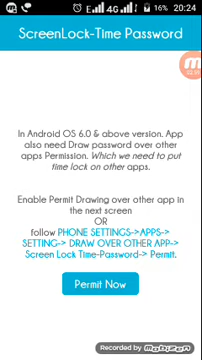 E 4G 16% 20:24
ScreenLock-Time Password
In Android OS 6.0 & above version. App
also need Draw password over other
apps Permission. Which we need to put
time lock on other apps.
Enable Permit Drawing over other app in
the next screen
OR
follow PHONE SETTINGS->APPS->
SETTING-> DRAW OVER OTHER APP->
Screen Lock Time-Password-> Permit.
Permit Now
Recorded by
Mobizen